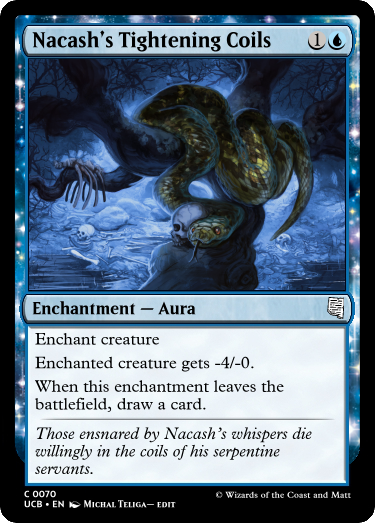 Nacash's Tightening Coils 1
Enchantment — Aura
Enchant creature
Enchanted creature gets -4/-0.
When this enchantment leaves the
battlefield, draw a card.
Those ensnared by Nacash's whispers die
willingly in the coils of his serpentine
servants.
C 0070
UCB • EN Michal Teliga— edit
© Wizards of the Coast and Matt